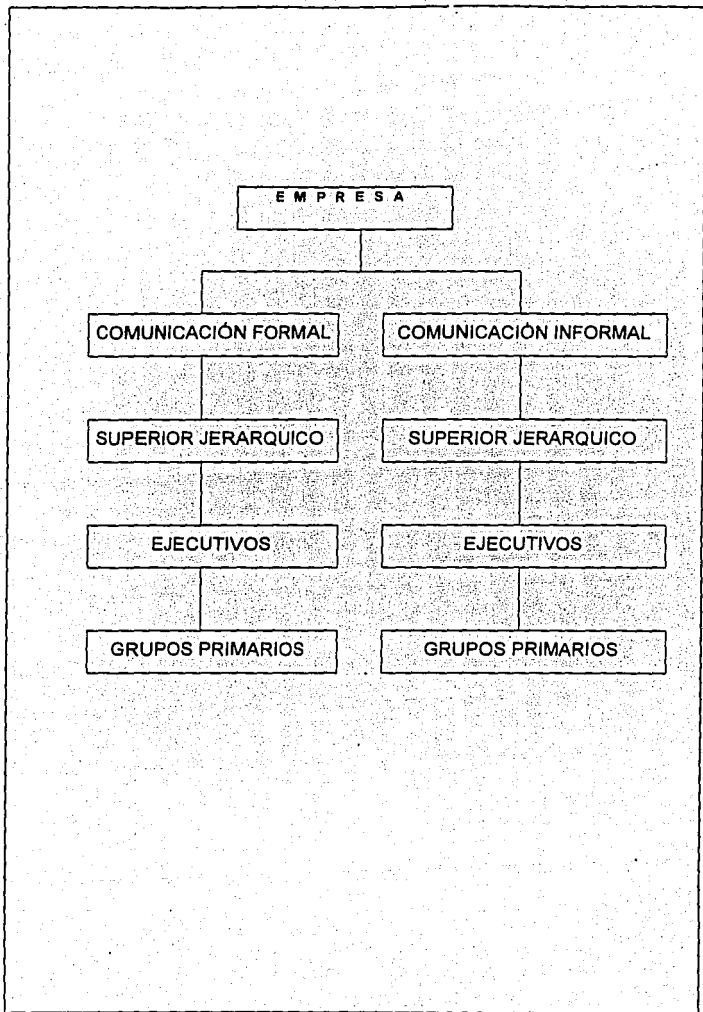 E M P R E S A
COMUNICACIÓN FORMAL
COMUNICACIÓN INFORMAL
SUPERIOR JERARQUICO
SUPERIOR JERARQUICO
EJECUTIVOS
EJECUTIVOS
GRUPOS PRIMARIOS
GRUPOS PRIMARIOS